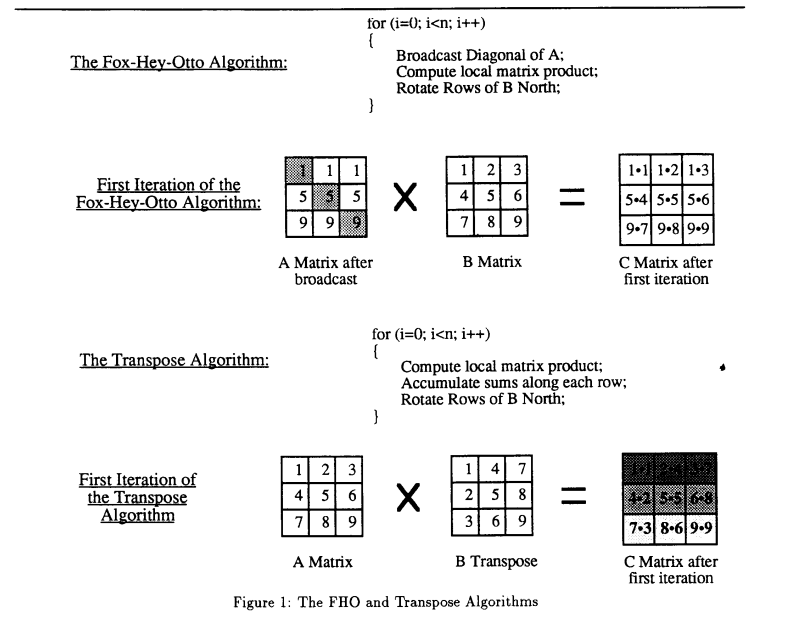 for (i=0; i<n; i++)
{
The Fox-Hey-Otto Algorithm:
Broadcast Diagonal of A;
Compute local matrix product;
Rotate Rows of B North;
}
First Iteration of the
Fox-Hey-Otto Algorithm:
1 1 1
5 5 5
9 9 9
×
1 2 3
4 5 6
7 8 9
=
1•1 1•2 1•3
5•4 5•5 5•6
9•7 9•8 9•9
A Matrix after
broadcast
B Matrix
C Matrix after
first iteration
for (i=0; i<n; i++)
{
The Transpose Algorithm:
Compute local matrix product;
Accumulate sums along each row;
Rotate Rows of B North;
}
First Iteration of
the Transpose
Algorithm
1 2 3
4 5 6
7 8 9
×
1 4 7
2 5 8
3 6 9
=
1•1 2•4 3•7
4•2 5•5 6•8
7•3 8•6 9•9
A Matrix
B Transpose
C Matrix after
first iteration
Figure 1: The FHO and Transpose Algorithms